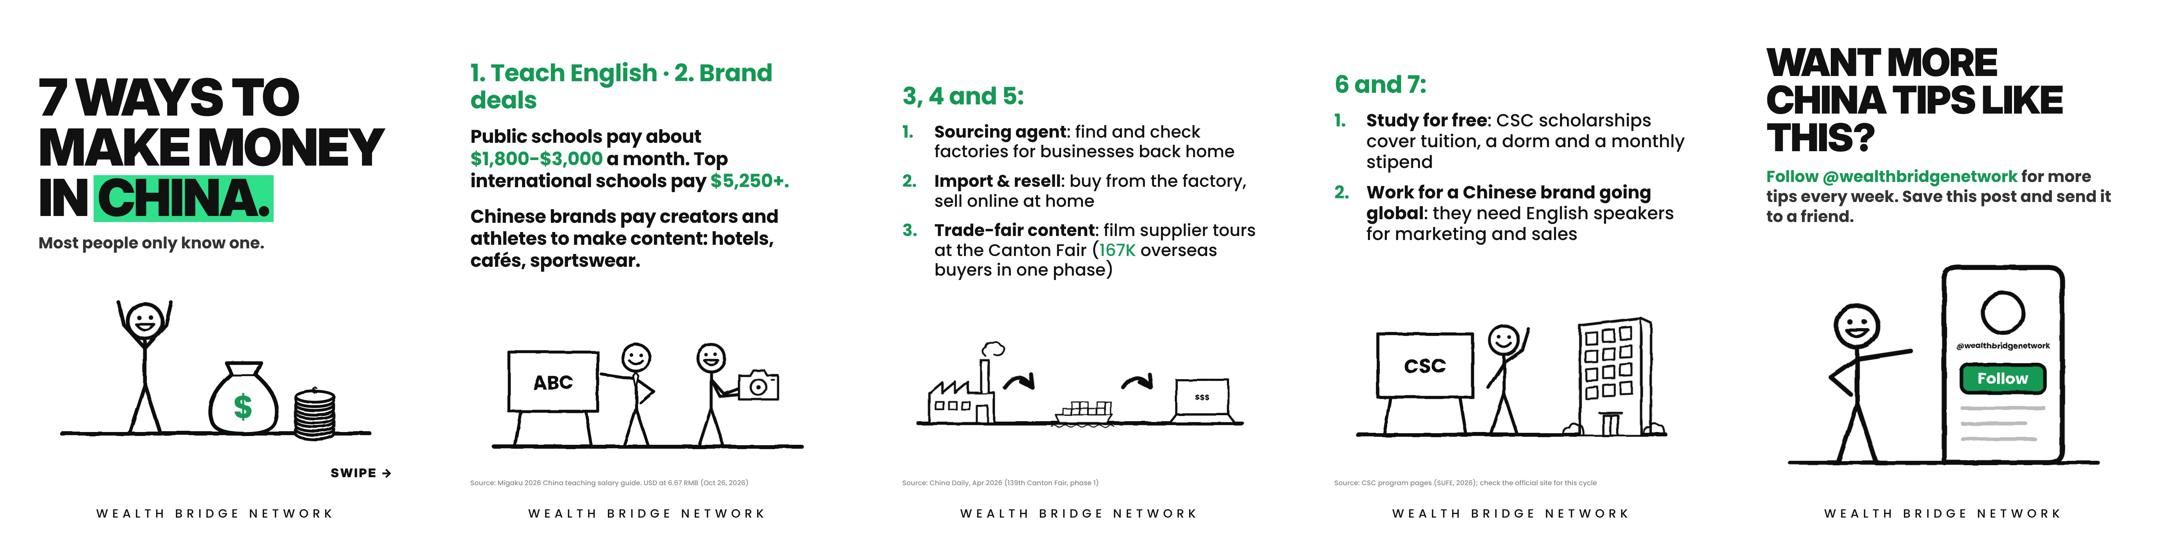 7 WAYS TO
MAKE MONEY
IN CHINA.
Most people only know one.
$
SWIPE →
WEALTH BRIDGE NETWORK
1. Teach English · 2. Brand
deals
Public schools pay about
$1,800–$3,000 a month. Top
international schools pay $5,250+.
Chinese brands pay creators and
athletes to make content: hotels,
cafés, sportswear.
ABC
Source: Migaku 2026 China teaching salary guide. USD at 6.67 RMB (Oct 26, 2026)
WEALTH BRIDGE NETWORK
3, 4 and 5:
1. Sourcing agent: find and check
factories for businesses back home
2. Import & resell: buy from the factory,
sell online at home
3. Trade-fair content: film supplier tours
at the Canton Fair (167K overseas
buyers in one phase)
$$$
Source: China Daily, Apr 2026 (139th Canton Fair, phase 1)
WEALTH BRIDGE NETWORK
6 and 7:
1. Study for free: CSC scholarships
cover tuition, a dorm and a monthly
stipend
2. Work for a Chinese brand going
global: they need English speakers
for marketing and sales
CSC
Source: CSC program pages (SUFE, 2026); check the official site for this cycle
WEALTH BRIDGE NETWORK
WANT MORE
CHINA TIPS LIKE
THIS?
Follow @wealthbridgenetwork for more
tips every week. Save this post and send it
to a friend.
@wealthbridgenetwork
Follow
WEALTH BRIDGE NETWORK